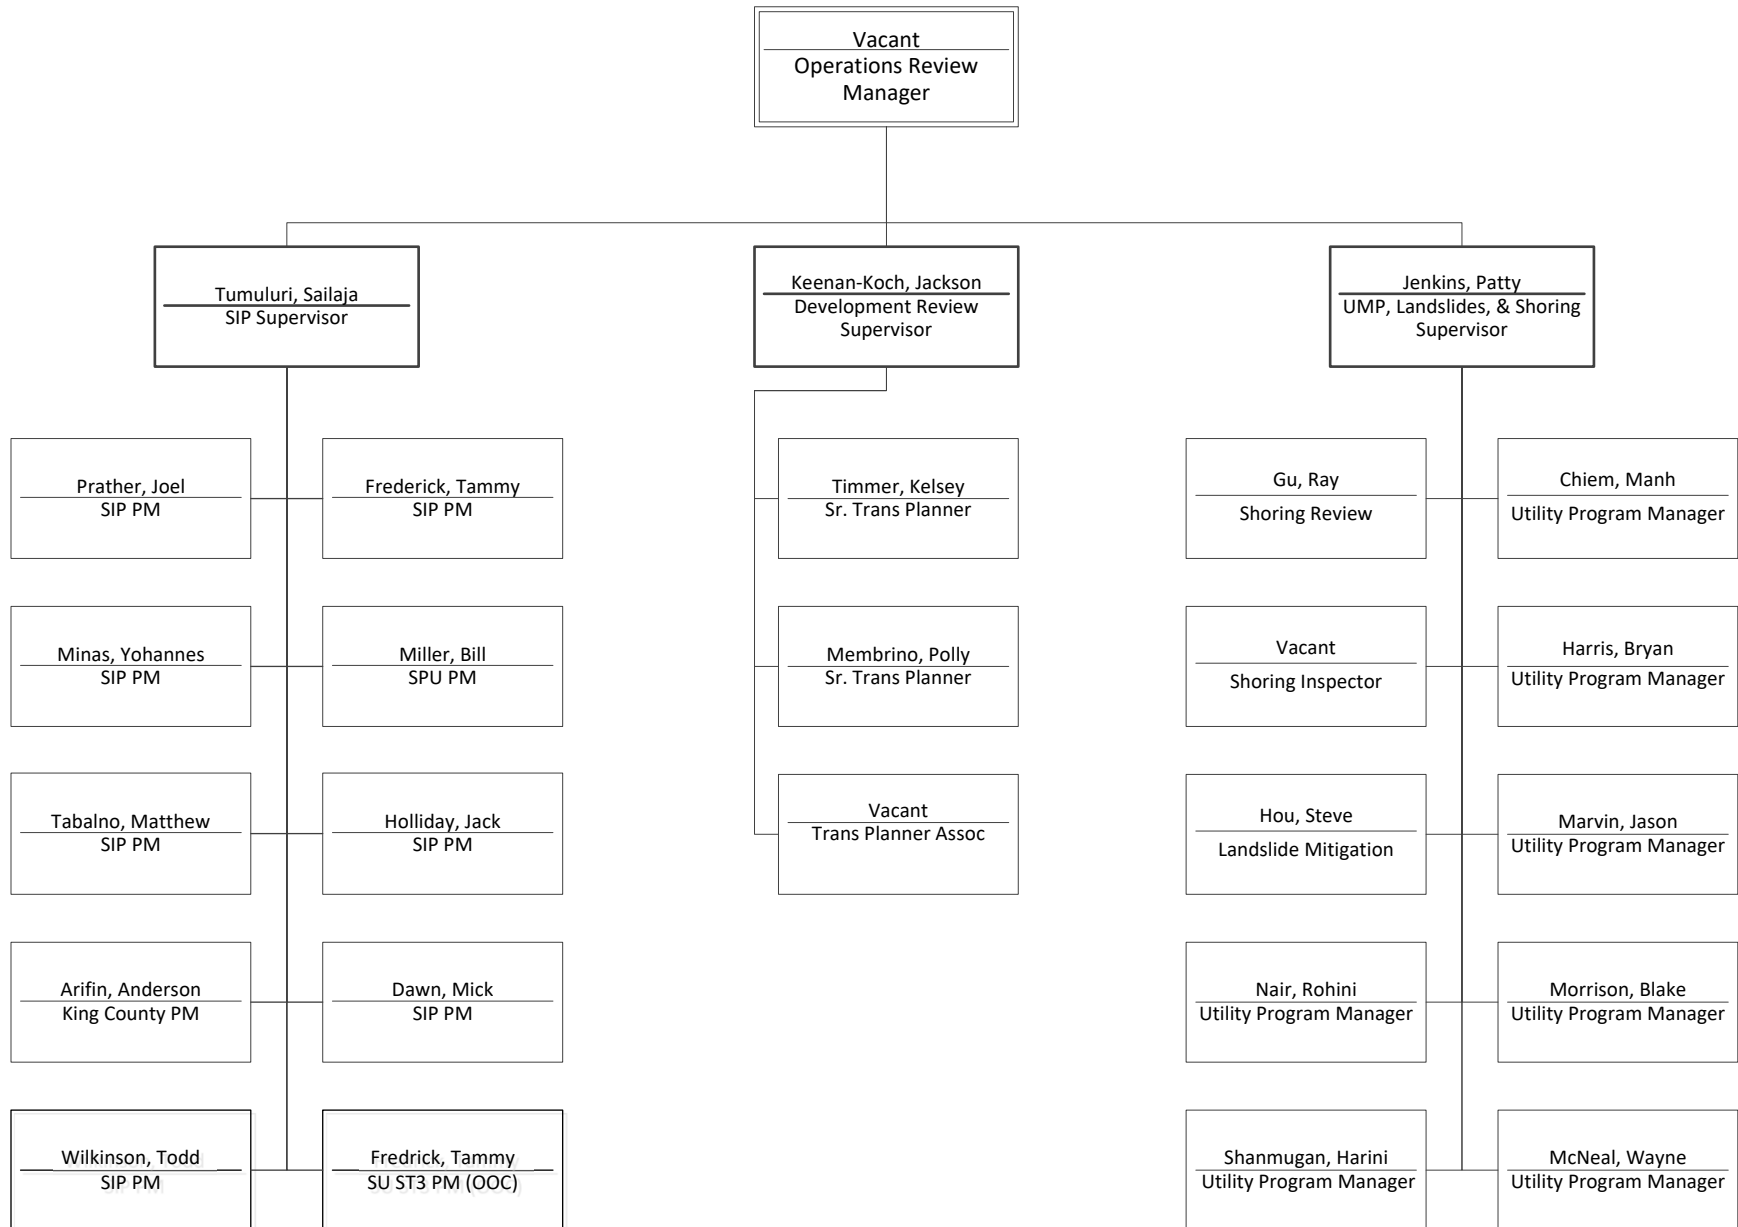 Vacant
Operations Review
Manager
Tumuluri, Sailaja
SIP Supervisor
Keenan-Koch, Jackson
Development Review
Supervisor
Jenkins, Patty
UMP, Landslides, & Shoring
Supervisor
Prather, Joel
SIP PM
Frederick, Tammy
SIP PM
Timmer, Kelsey
Sr. Trans Planner
Gu, Ray
Shoring Review
Chiem, Manh
Utility Program Manager
Minas, Yohannes
SIP PM
Miller, Bill
SPU PM
Membrino, Polly
Sr. Trans Planner
Vacant
Shoring Inspector
Harris, Bryan
Utility Program Manager
Tabalno, Matthew
SIP PM
Holliday, Jack
SIP PM
Vacant
Trans Planner Assoc
Hou, Steve
Landslide Mitigation
Marvin, Jason
Utility Program Manager
Arifin, Anderson
King County PM
Dawn, Mick
SIP PM
Nair, Rohini
Utility Program Manager
Morrison, Blake
Utility Program Manager
Wilkinson, Todd
SIP PM
Fredrick, Tammy
SU ST3 PM (OOC)
Shanmugan, Harini
Utility Program Manager
McNeal, Wayne
Utility Program Manager